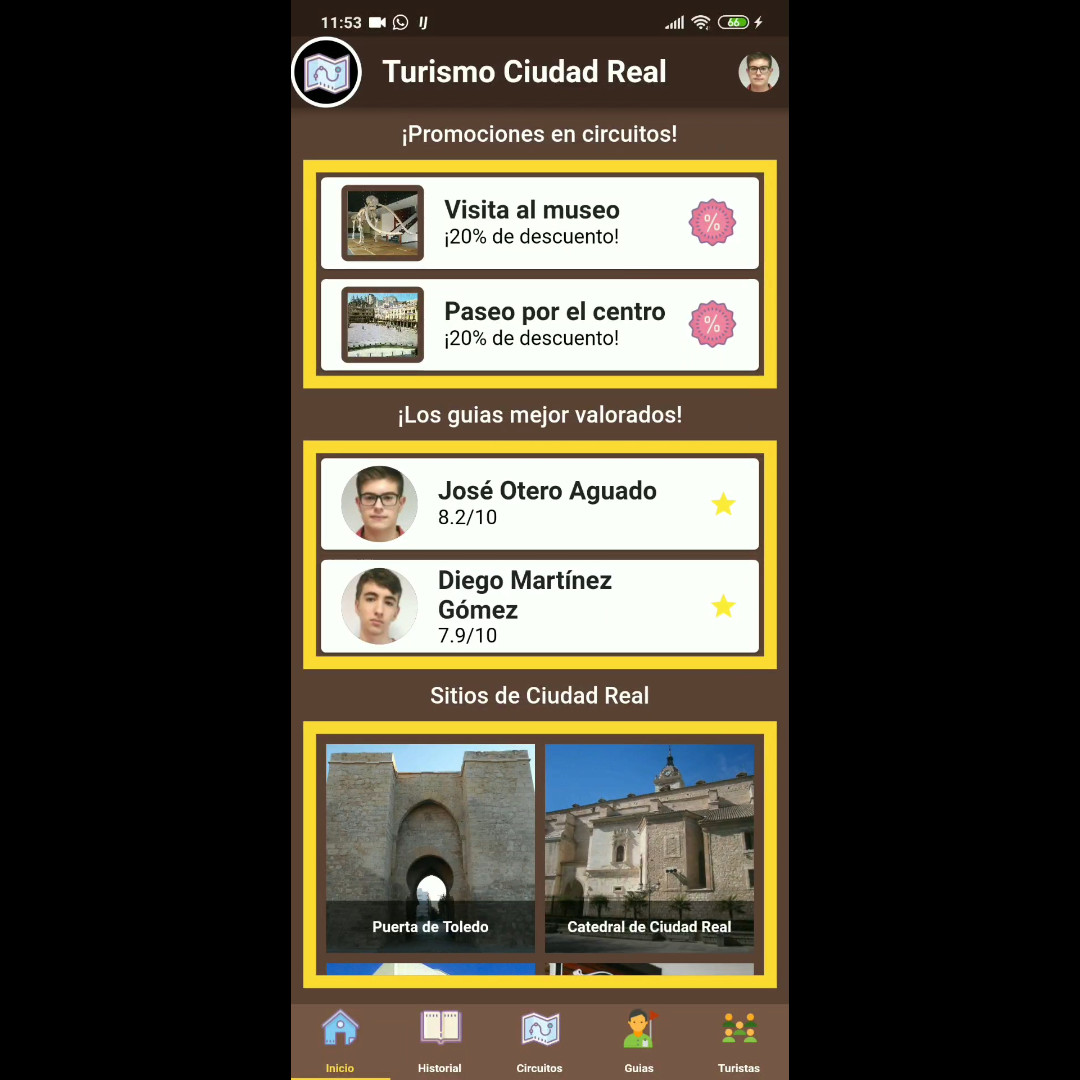 11:53
66
Turismo Ciudad Real
¡Promociones en circuitos!
Visita al museo
¡20% de descuento!
%
Paseo por el centro
¡20% de descuento!
%
¡Los guias mejor valorados!
José Otero Aguado
8.2/10
Diego Martínez
Gómez
7.9/10
Sitios de Ciudad Real
Puerta de Toledo
Catedral de Ciudad Real
Inicio
Historial
Circuitos
Guias
Turistas